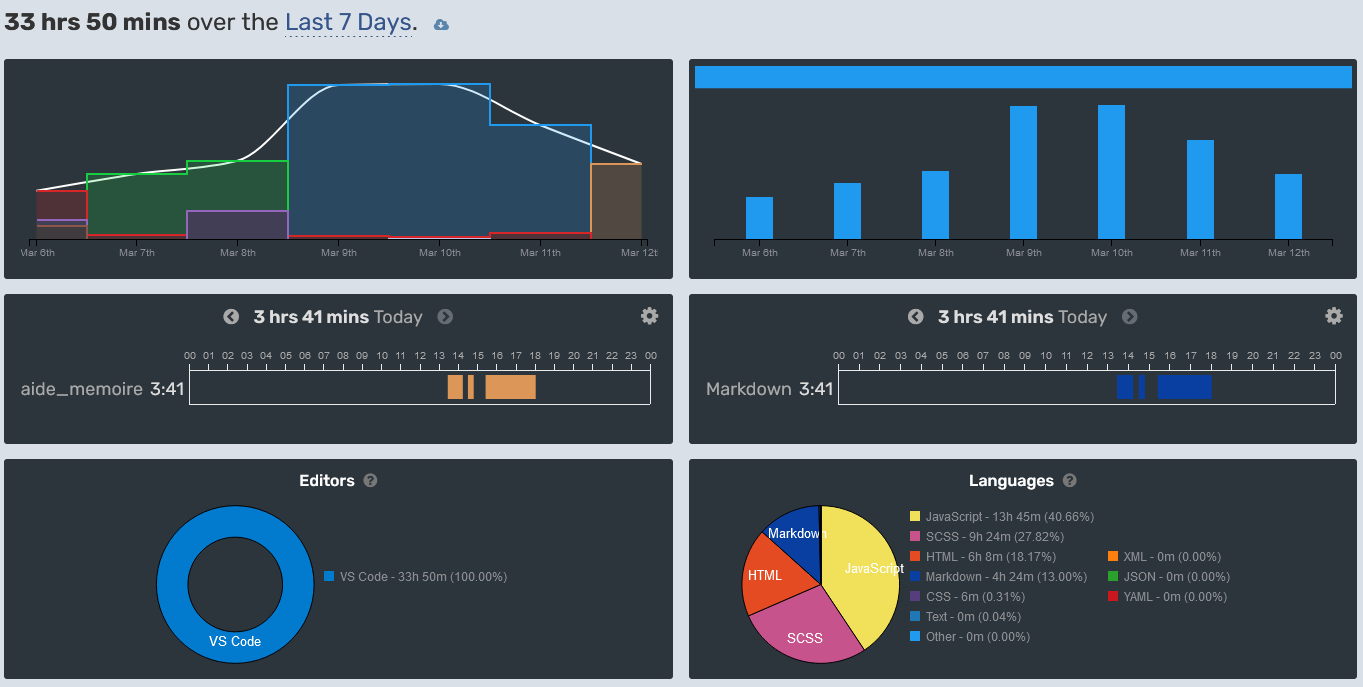 33 hrs 50 mins over the Last 7 Days.
Mar 6th Mar 7th Mar 8th Mar 9th Mar 10th Mar 11th Mar 12t
Mar 6th Mar 7th Mar 8th Mar 9th Mar 10th Mar 11th Mar 12th
3 hrs 41 mins Today
00 01 02 03 04 05 06 07 08 09 10 11 12 13 14 15 16 17 18 19 20 21 22 23 00
aide_memoire 3:41
3 hrs 41 mins Today
00 01 02 03 04 05 06 07 08 09 10 11 12 13 14 15 16 17 18 19 20 21 22 23 00
Markdown 3:41
Editors ?
VS Code
VS Code - 33h 50m (100.00%)
Languages ?
Markdown
JavaScript
HTML
SCSS
JavaScript - 13h 45m (40.66%)
SCSS - 9h 24m (27.82%)
HTML - 6h 8m (18.17%)
Markdown - 4h 24m (13.00%)
CSS - 6m (0.31%)
Text - 0m (0.04%)
Other - 0m (0.00%)
XML - 0m (0.00%)
JSON - 0m (0.00%)
YAML - 0m (0.00%)